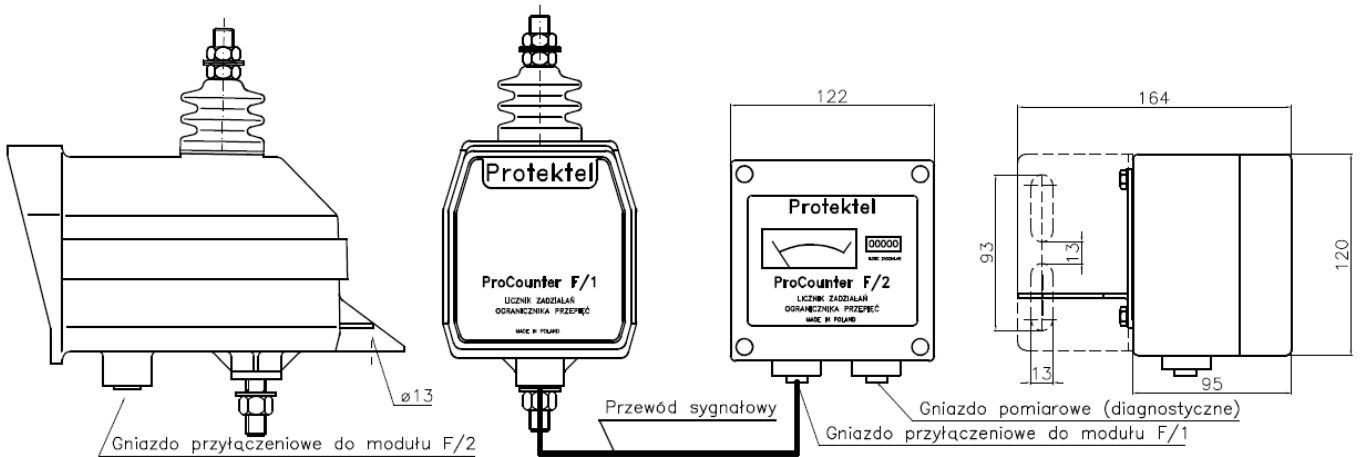 Protektel
ProCounter F/1
LICZNIK ZADZIAŁAŃ
OGRANICZNIKA PRZEPIĘĆ
MADE IN POLAND
ø13
Gniazdo przyłączeniowe do modułu F/2
122
Protektel
00000
ProCounter F/2
LICZNIK ZADZIAŁAŃ
OGRANICZNIKA PRZEPIĘĆ
MADE IN POLAND
Przewód sygnałowy
Gniazdo pomiarowe (diagnostyczne)
Gniazdo przyłączeniowe do modułu F/1
164
93
13
120
13
95